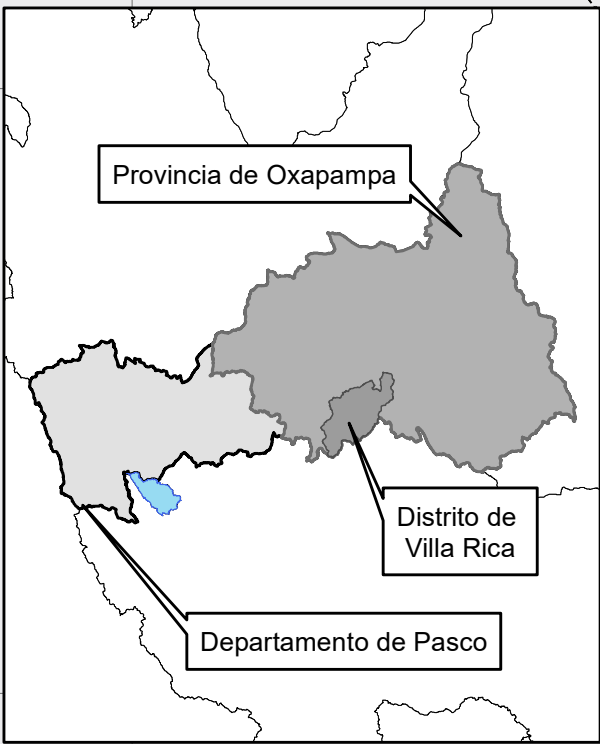 Provincia de Oxapampa
Distrito de
Villa Rica
Departamento de Pasco